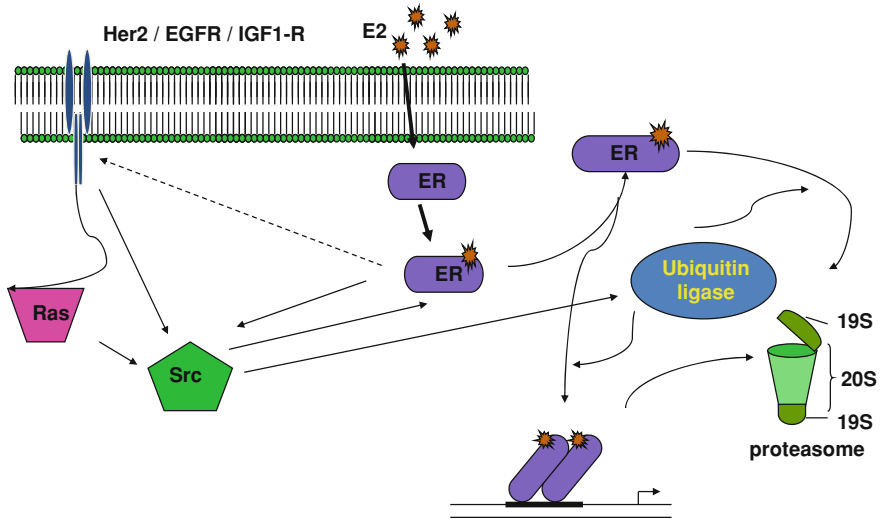 Her2 / EGFR / IGF1-R
E2
ER
ER
ER
Ubiquitin
ligase
Ras
Src
19S
20S
19S
proteasome